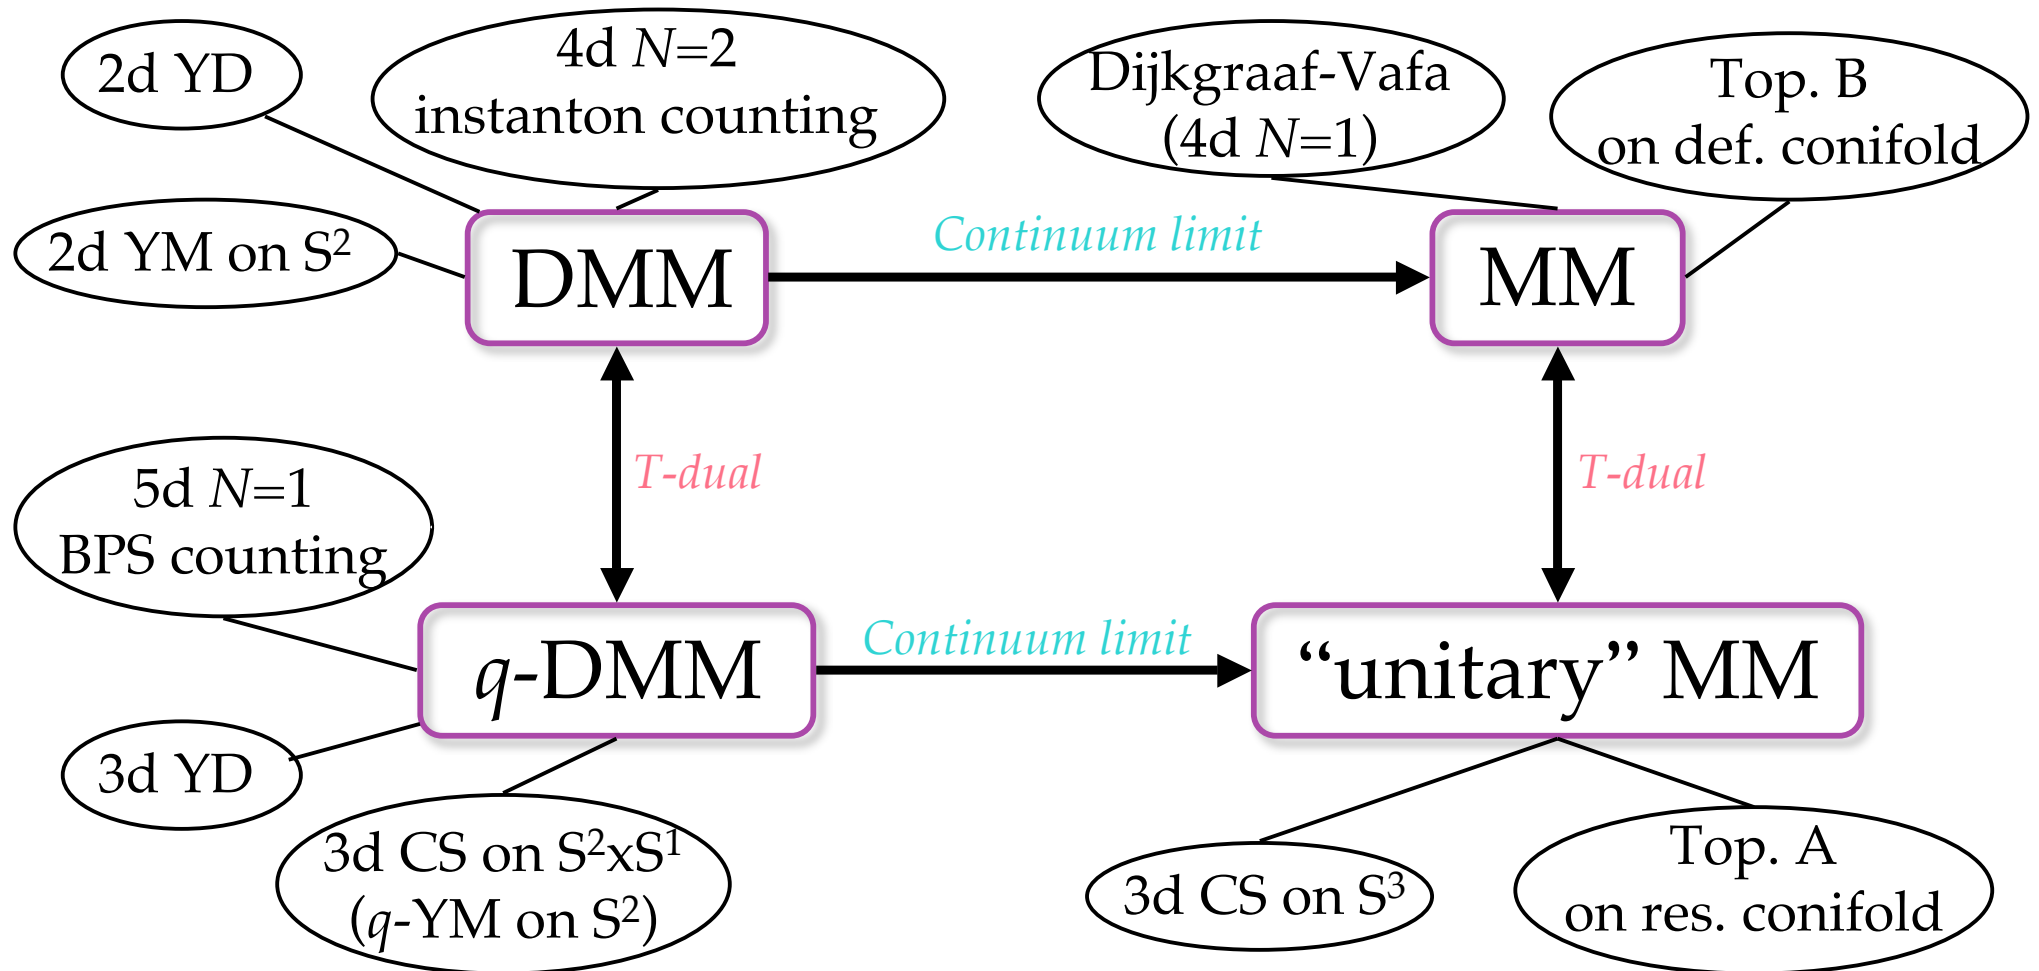 2d YD
4d N=2
instanton counting
Dijkgraaf-Vafa
(4d N=1)
Top. B
on def. conifold
2d YM on S²
DMM
Continuum limit
MM
T-dual
T-dual
5d N=1
BPS counting
q-DMM
Continuum limit
“unitary” MM
3d YD
3d CS on S²xS¹
(q-YM on S²)
3d CS on S³
Top. A
on res. conifold